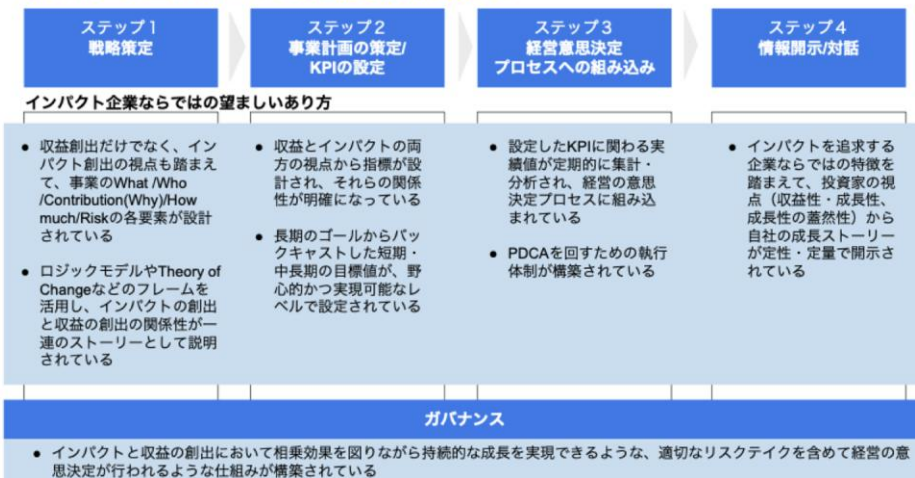 ステップ1
戦略策定
ステップ2
事業計画の策定/
KPIの設定
ステップ3
経営意思決定
プロセスへの組み込み
ステップ4
情報開示/対話
インパクト企業ならではの望ましいあり方
● 収益創出だけでなく、イン
パクト創出の視点も踏まえ
て、事業のWhat /Who
/Contribution(Why)/How
much/Riskの各要素が設計
されている
● ロジックモデルやTheory of
Changeなどのフレームを
活用し、インパクトの創出
と収益の創出の関係性が一
連のストーリーとして説明
されている
● 収益とインパクトの両
方の視点から指標が設
計され、それらの関係
性が明確になっている
● 長期のゴールからバッ
クキャストした短期・
中長期の目標値が、野
心的かつ実現可能なレ
ベルで設定されている
● 設定したKPIに関わる実
績値が定期的に集計・
分析され、経営の意思
決定プロセスに組み込
まれている
● PDCAを回すための執行
体制が構築されている
● インパクトを追求する
企業ならではの特徴を
踏まえて、投資家の視
点（収益性・成長性、
成長性の蓋然性）から
自社の成長ストーリー
が定性・定量で開示さ
れている
ガバナンス
● インパクトと収益の創出において相乗効果を図りながら持続的な成長を実現できるような、適切なリスクテイクを含めて経営の意
思決定が行われるような仕組みが構築されている